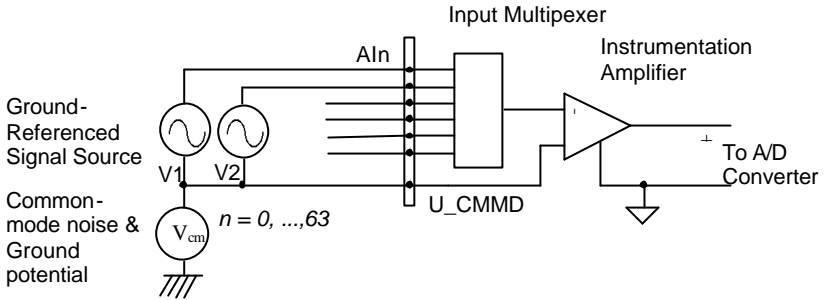 Input Multipexer
AIn
Instrumentation
Amplifier
Ground-
Referenced
Signal Source
V1
V2
To A/D
Converter
U_CMMD
Common-
mode noise &
Ground
potential
Vcm
n = 0, ...,63
-
+